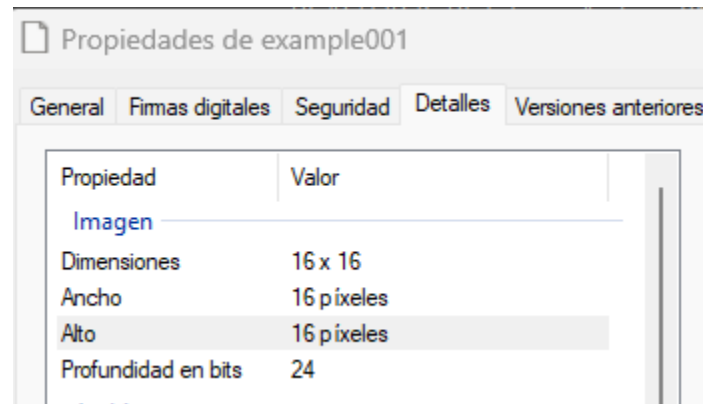 Propiedades de example001
General Firmas digitales Seguridad Detalles Versiones anteriores
Propiedad Valor
Imagen
Dimensiones 16 x 16
Ancho 16 píxeles
Alto 16 píxeles
Profundidad en bits 24